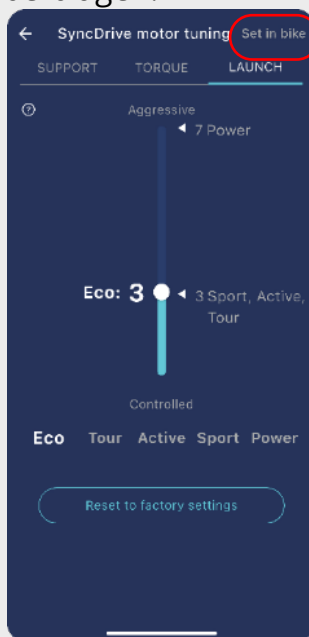 SyncDrive motor tuning Set in bike
SUPPORT TORQUE LAUNCH
Aggressive
7 Power
Eco: 3
3 Sport, Active,
Tour
Controlled
Eco Tour Active Sport Power
Reset to factory settings